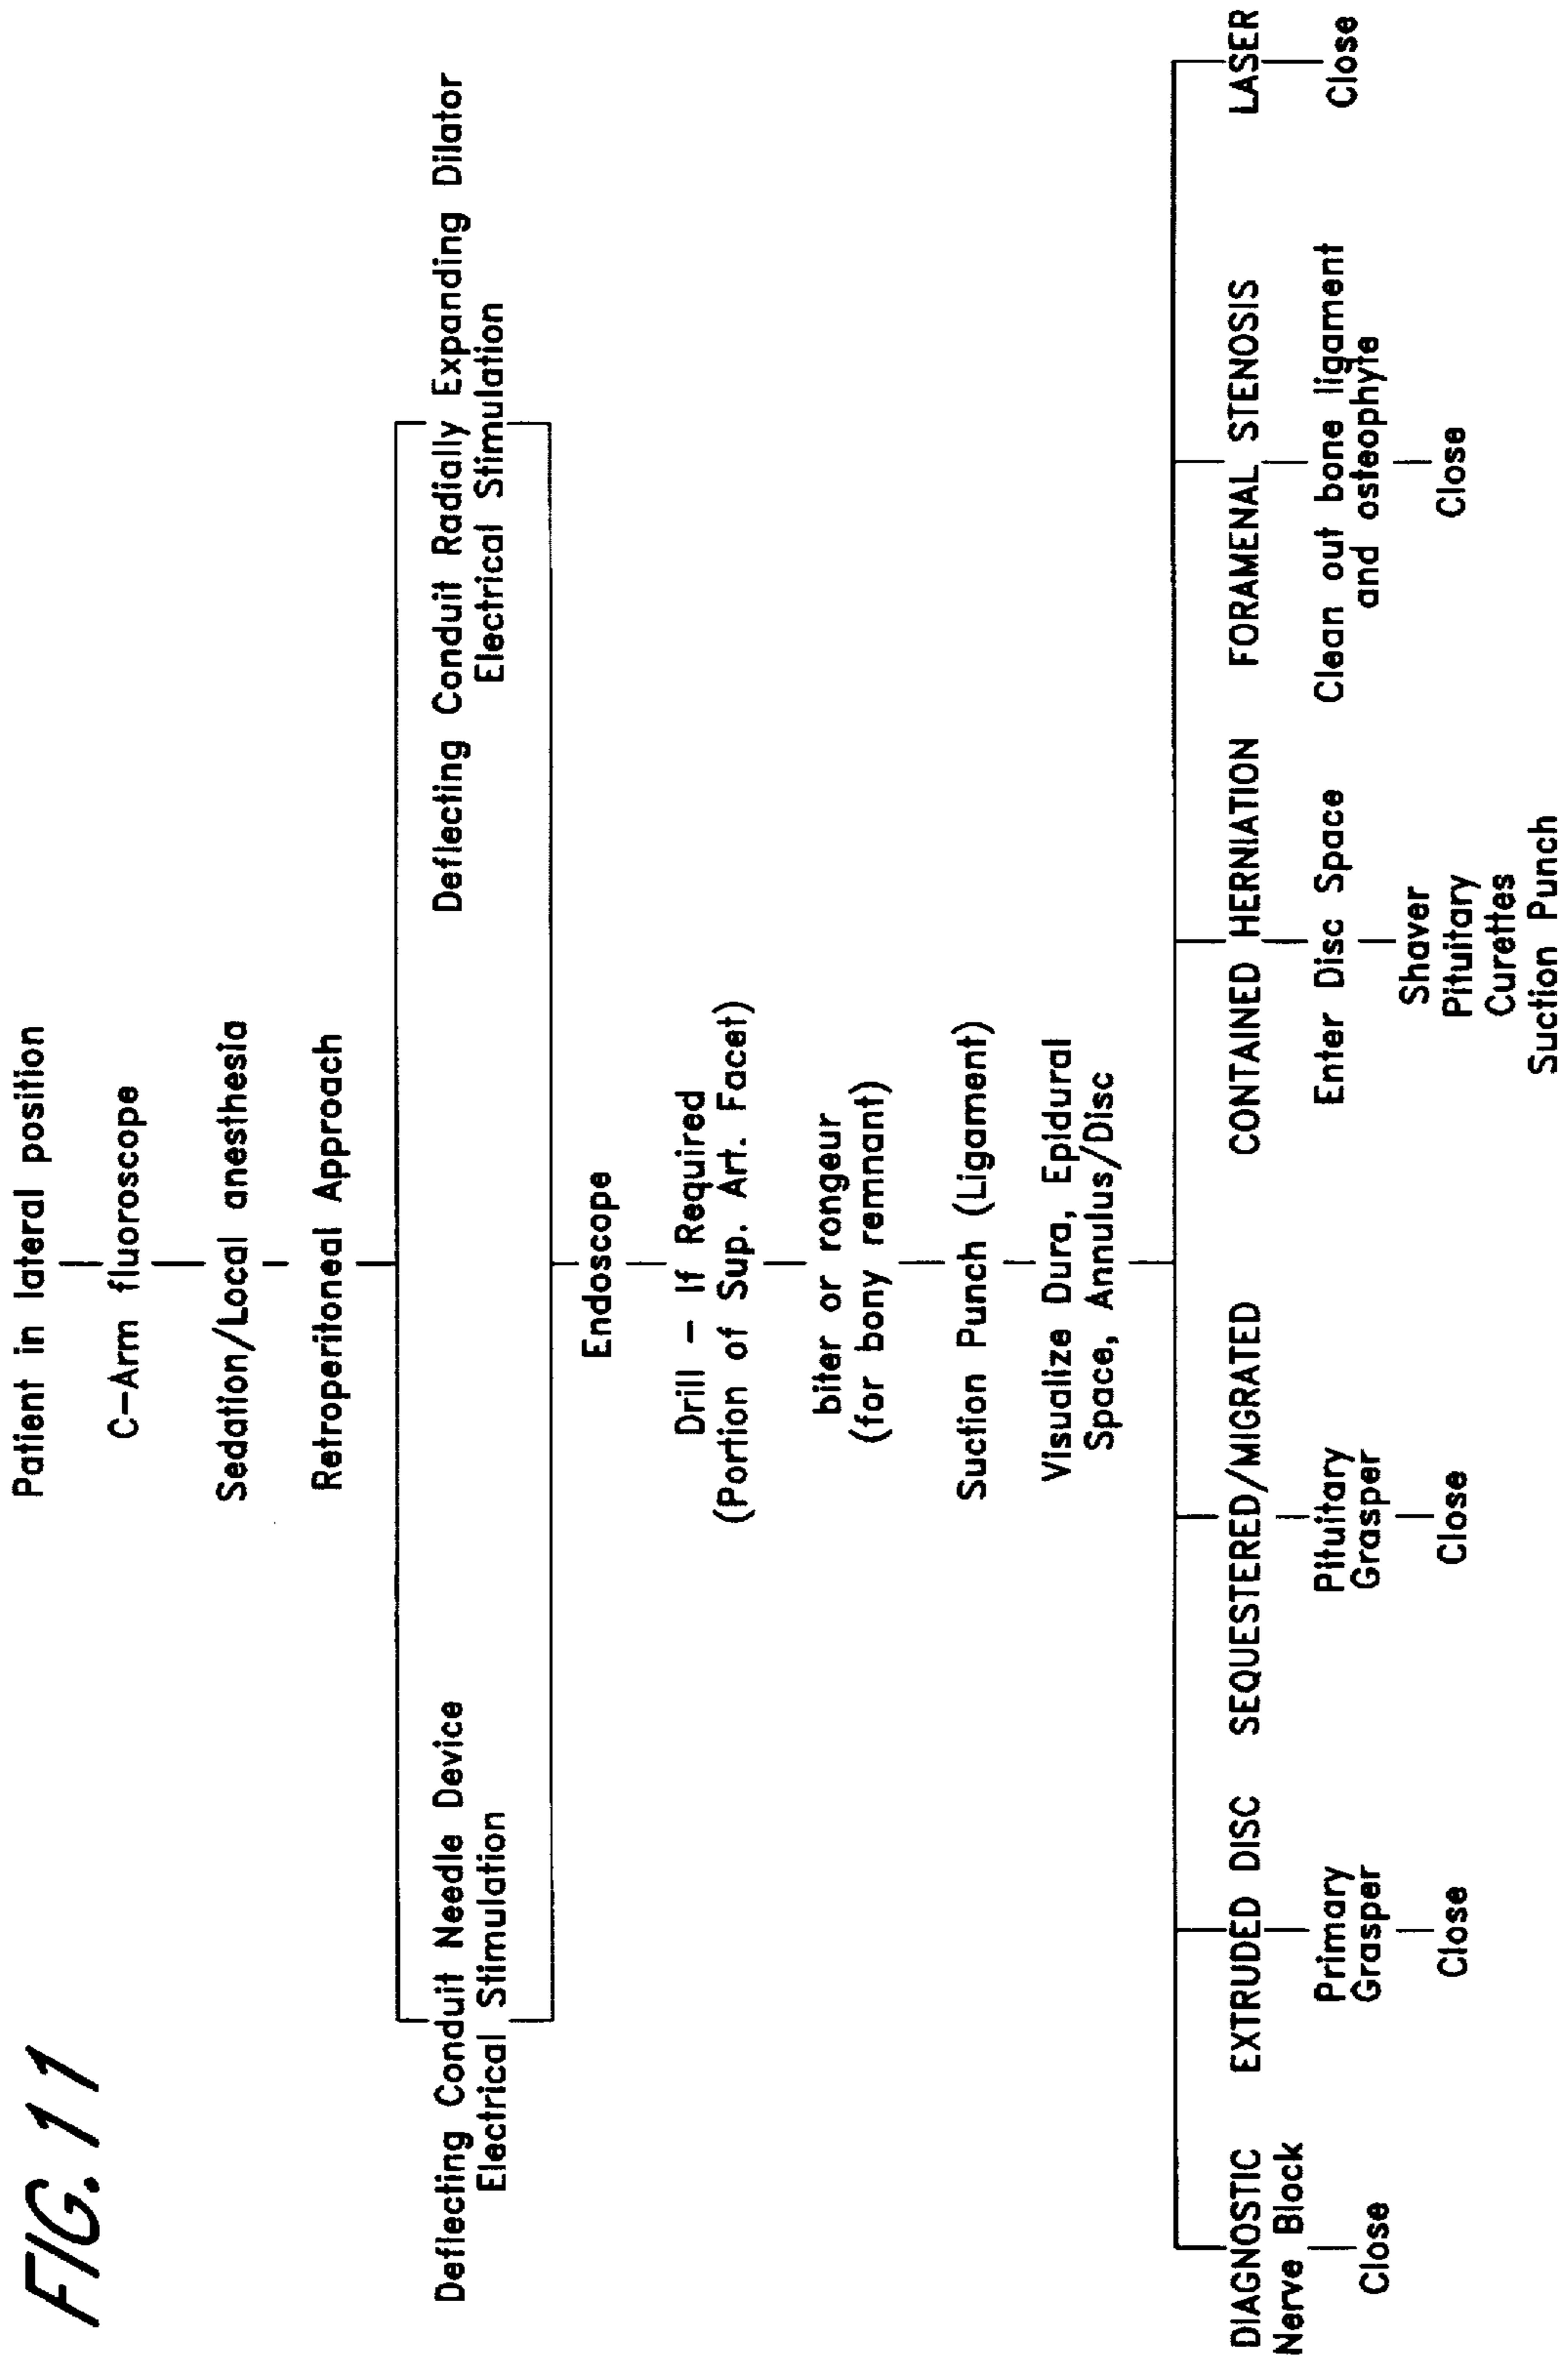 FIG. 11
Patient in lateral position
C-Arm fluoroscope
Sedation/Local anesthesia
Retroperitoneal Approach
Deflecting Conduit Needle Device
Electrical Stimulation
Deflecting Conduit Radially Expanding Dilator
Electrical Stimulation
Endoscope
Drill - If Required
(Portion of Sup. Art. Facet)
biter or rongeur
(for bony remnant)
Suction Punch (Ligament)
Visualize Dura, Epidural
Space, Annulus/Disc
DIAGNOSTIC
Nerve Block
Close
EXTRUDED DISC
Primary
Grasper
Close
SEQUESTERED/MIGRATED
Pituitary
Grasper
Close
CONTAINED HERNIATION
Enter Disc Space
Shaver
Pituitary
Curettes
Suction Punch
FORAMENAL STENOSIS
Clean out bone ligament
and osteophyte
Close
LASER
Close